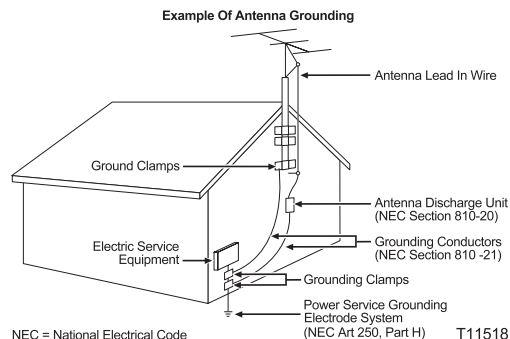 Example Of Antenna Grounding
Antenna Lead In Wire
Ground Clamps
Antenna Discharge Unit
(NEC Section 810-20)
Electric Service
Equipment
Grounding Conductors
(NEC Section 810 -21)
Grounding Clamps
Power Service Grounding
Electrode System
(NEC Art 250, Part H)
NEC = National Electrical Code
T11518